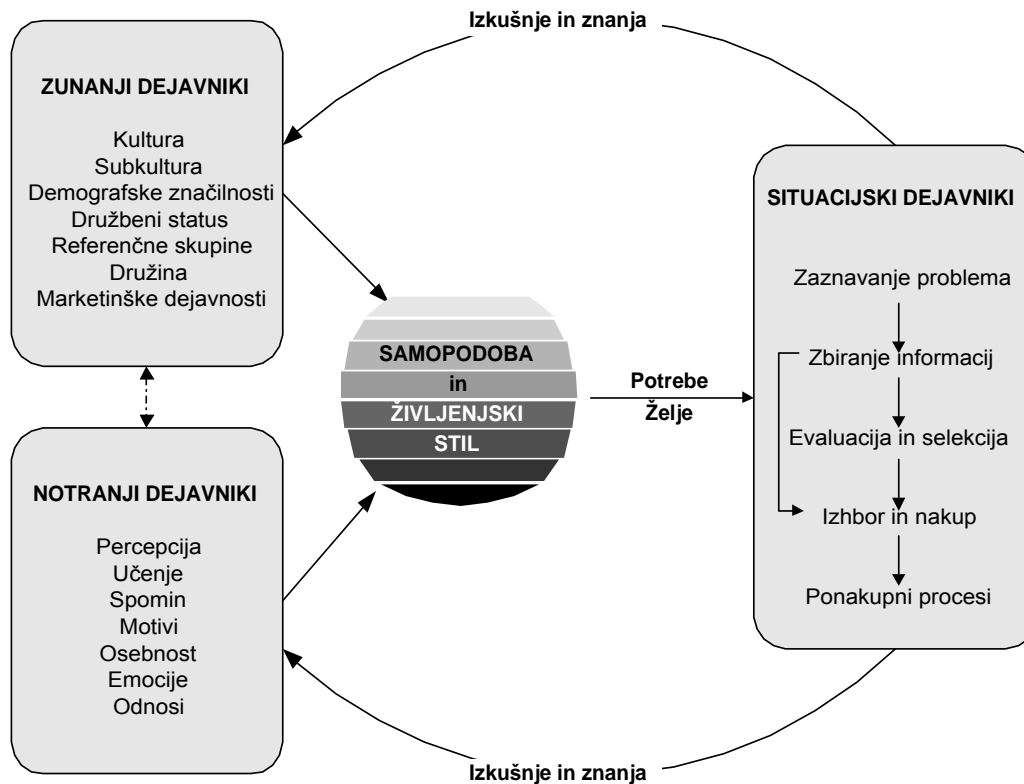 Izkušnje in znanja
ZUNANJI DEJAVNIKI
Kultura
Subkultura
Demografske značilnosti
Družbeni status
Referenčne skupine
Družina
Marketinške dejavnosti
NOTRANJI DEJAVNIKI
Percepcija
Učenje
Spomin
Motivi
Osebnost
Emocije
Odnosi
SAMOPODOBA
in
ŽIVLJENJSKI
STIL
Potrebe
Želje
SITUACIJSKI DEJAVNIKI
Zaznavanje problema
Zbiranje informacij
Evaluacija in selekcija
Izhbor in nakup
Ponakupni procesi
Izkušnje in znanja